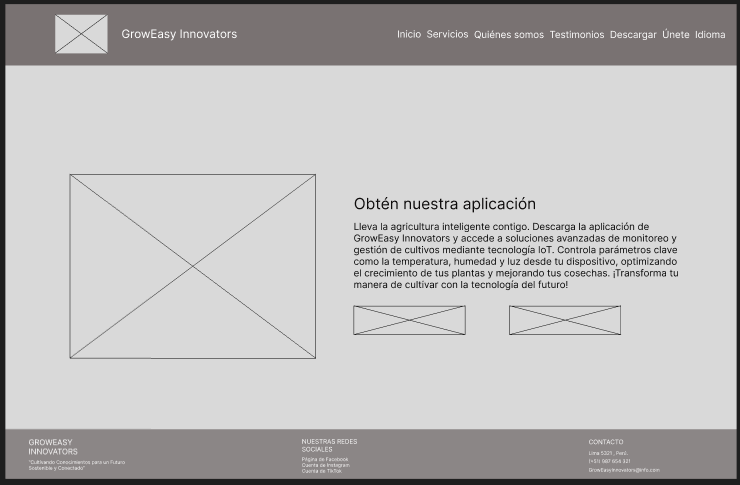 GrowEasy Innovators
Inicio Servicios Quiénes somos Testimonios Descargar Únete Idioma
Obtén nuestra aplicación
Lleva la agricultura inteligente contigo. Descarga la aplicación de
GrowEasy Innovators y accede a soluciones avanzadas de monitoreo y
gestión de cultivos mediante tecnología IoT. Controla parámetros clave
como la temperatura, humedad y luz desde tu dispositivo, optimizando
el crecimiento de tus plantas y mejorando tus cosechas. ¡Transforma tu
manera de cultivar con la tecnología del futuro!
GROWEASY
INNOVATORS
"Cultivando Conocimientos para un Futuro
Sostenible y Conectado"
NUESTRAS REDES
SOCIALES
Página de Facebook
Cuenta de Instagram
Cuenta de TikTok
CONTACTO
Lima 5321 , Perú.
(+51) 987 654 321
GrowEasyInnovators@info.com